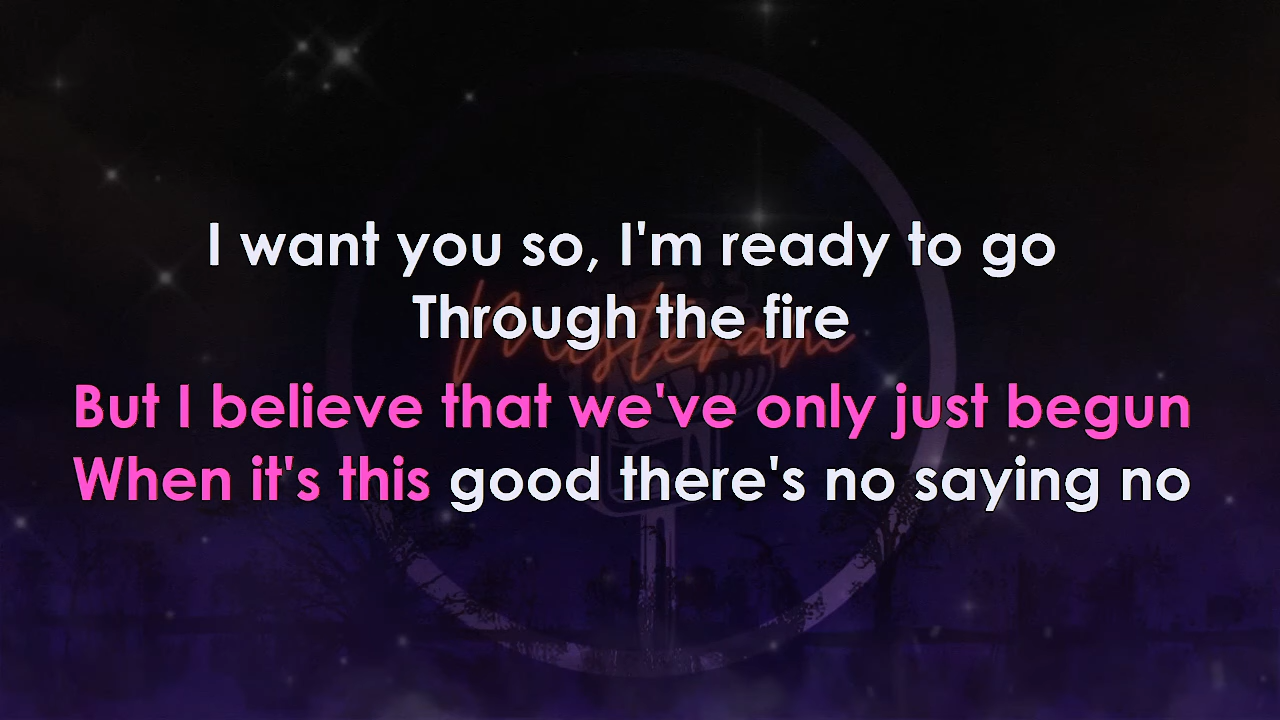 I want you so, I'm ready to go
Through the fire
Misterani
But I believe that we've only just begun
When it's this good there's no saying no